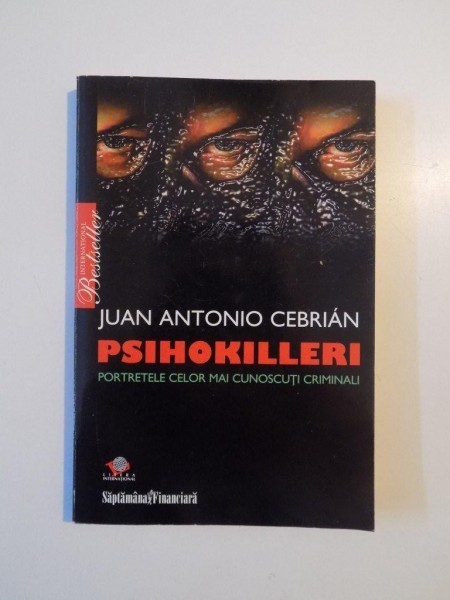 INTERNATIONAL
Bestseller
JUAN ANTONIO CEBRIÁN
PSIHOKILLERI
PORTRETELE CELOR MAI CUNOSCUȚI CRIMINALI
LITERA
INTERNAȚIONAL
Săptămâna Financiară